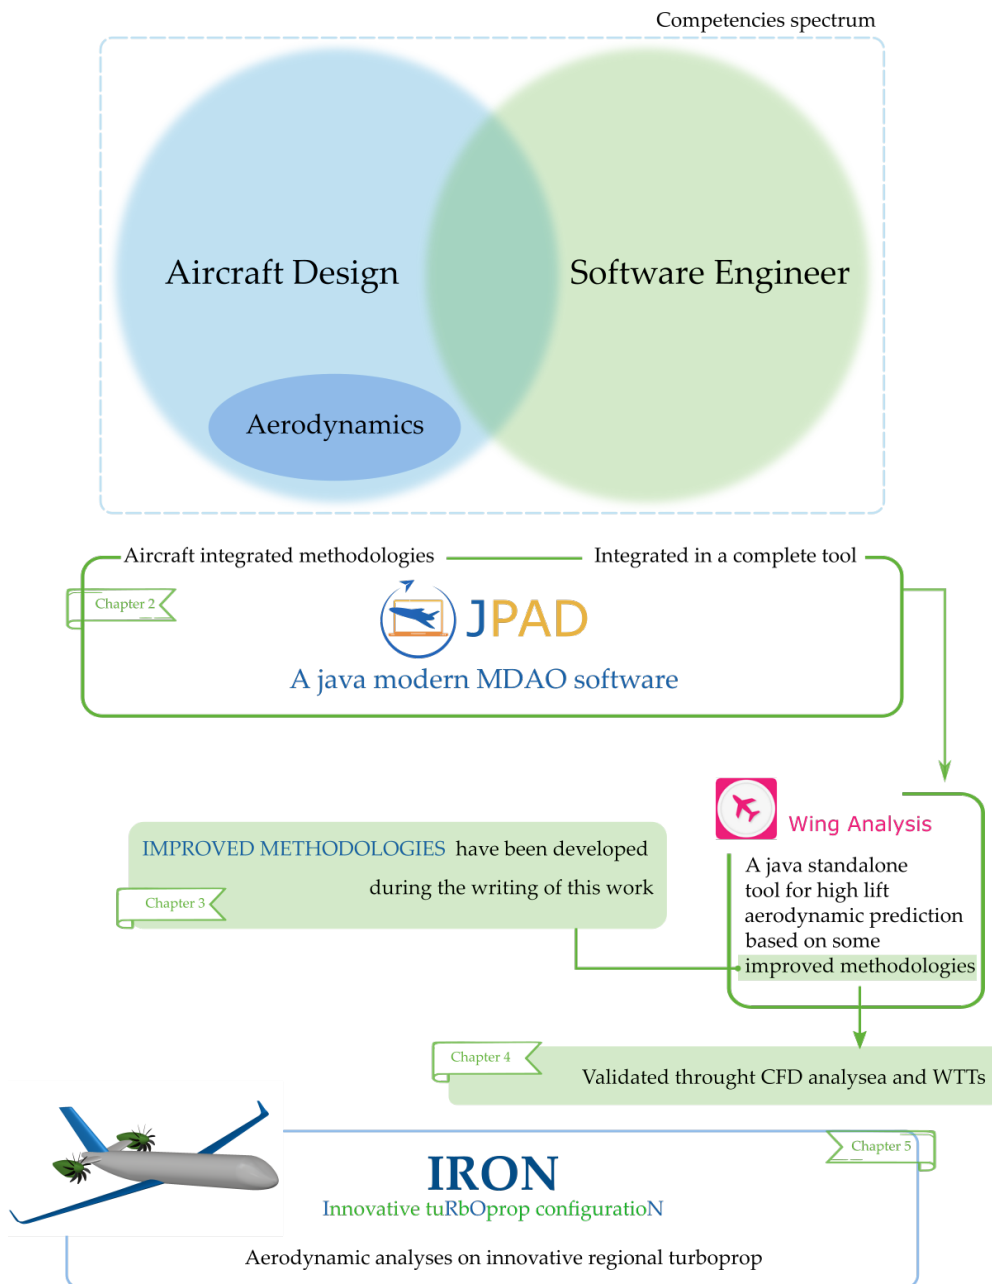 Competencies spectrum
Aircraft Design
Software Engineer
Aerodynamics
Aircraft integrated methodologies
Integrated in a complete tool
Chapter 2
JPAD
A java modern MDAO software
Wing Analysis
A java standalone
tool for high lift
aerodynamic prediction
based on some
improved methodologies
IMPROVED METHODOLOGIES have been developed
during the writing of this work
Chapter 3
Chapter 4
Validated throught CFD analysea and WTTs
Chapter 5
IRON
Innovative tuRbOprop configuratioN
Aerodynamic analyses on innovative regional turboprop